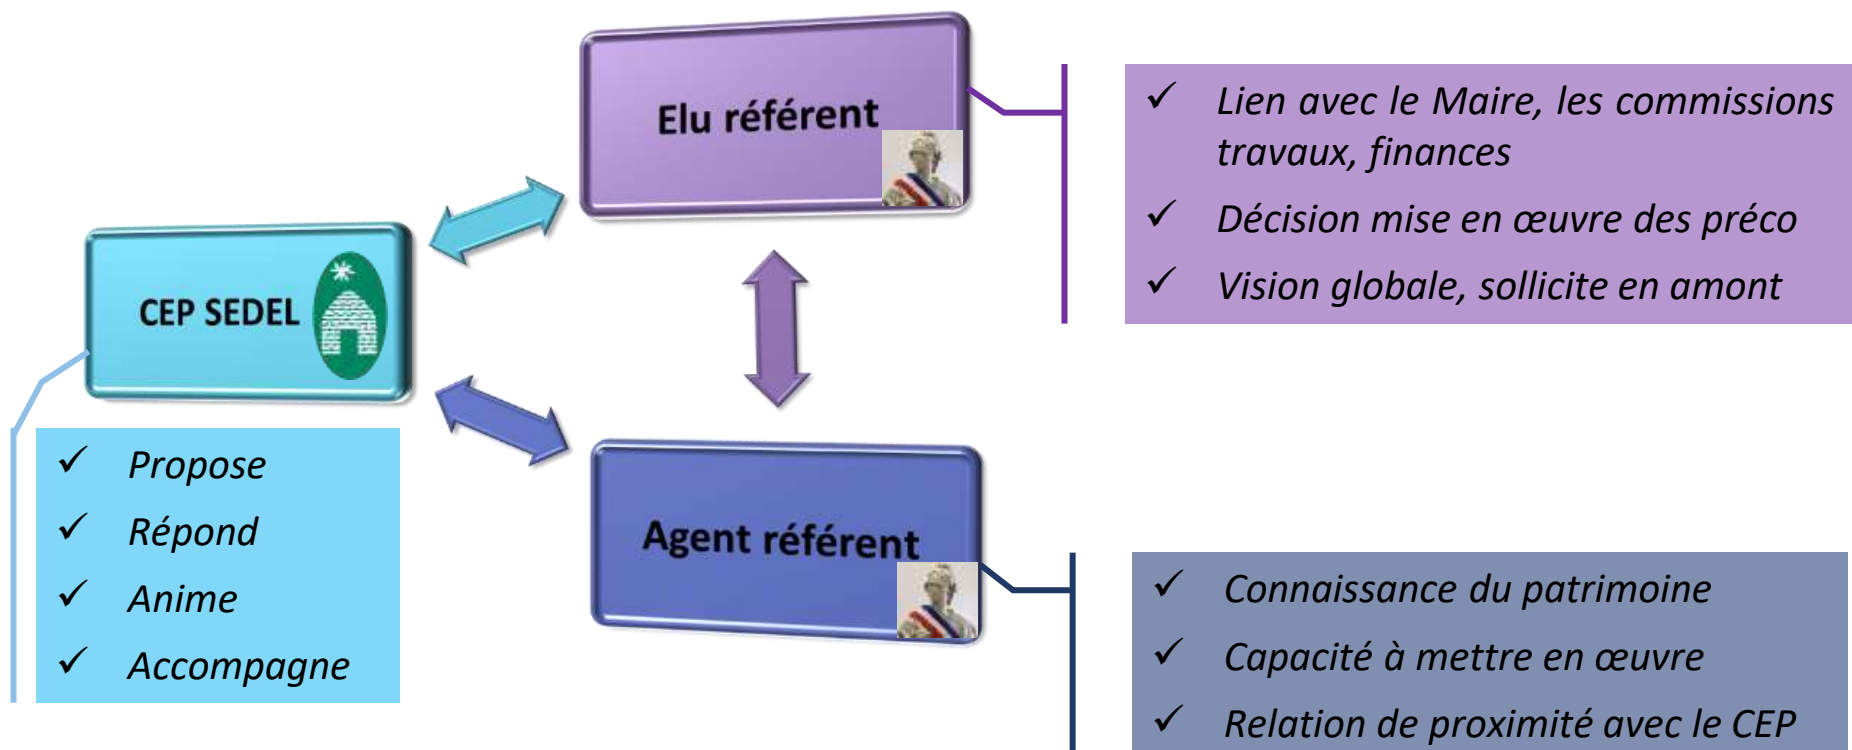 Elu référent
Lien avec le Maire, les commissions
travaux, finances
Décision mise en œuvre des préco
Vision globale, sollicite en amont
CEP SEDEL
Propose
Répond
Anime
Accompagne
Agent référent
Connaissance du patrimoine
Capacité à mettre en œuvre
Relation de proximité avec le CEP